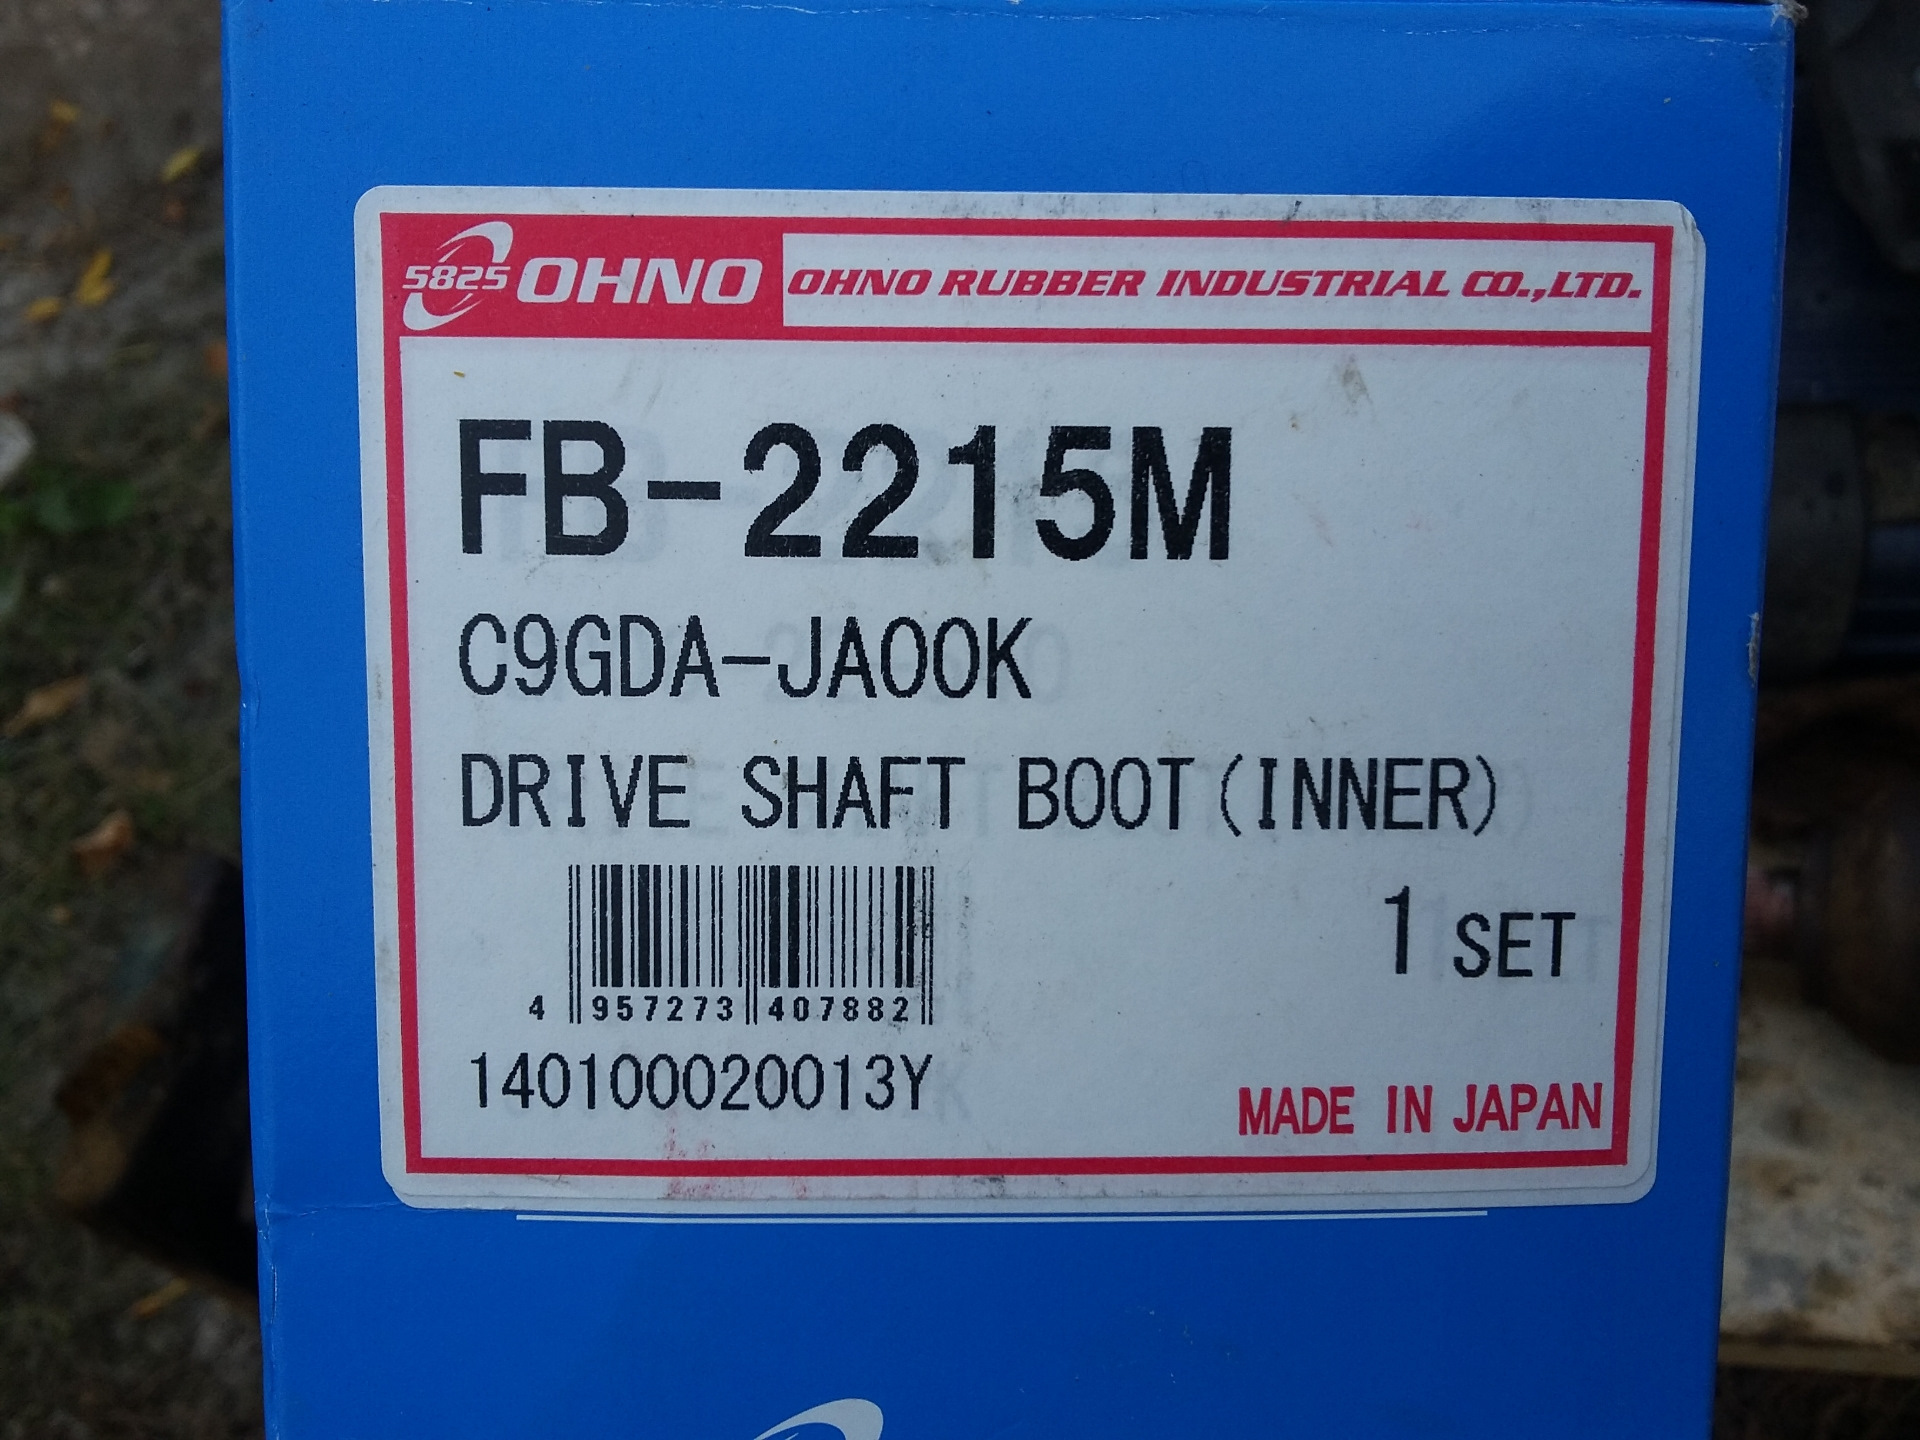 5825 OHNO OHNO RUBBER INDUSTRIAL CO.,LTD.
FB-2215M
C9GDA-JA00K
DRIVE SHAFT BOOT(INNER)
1 SET
4 957273 407882
140100020013Y
MADE IN JAPAN